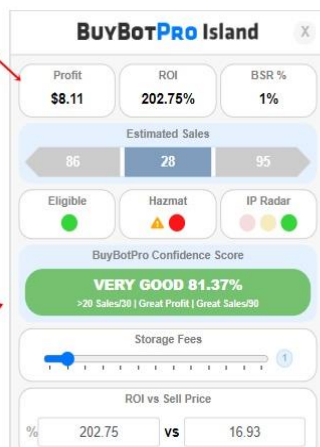 BUYBOTPRO Island X
Profit ROI BSR %
$8.11 202.75% 1%
Estimated Sales
86 28 95
Eligible Hazmat IP Radar
BuyBotPro Confidence Score
VERY GOOD 81.37%
>20 Sales/30 | Great Profit | Great Sales/90
Storage Fees
1
ROI vs Sell Price
% 202.75 vs 16.93